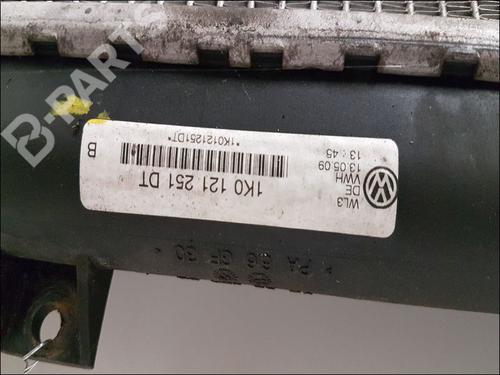 B-PARTS
WL3
DE
VWH
13.05.09
13:45
1K0 121 251 DT
*1K0121251DT*
B
> PA 66 GF 30 <